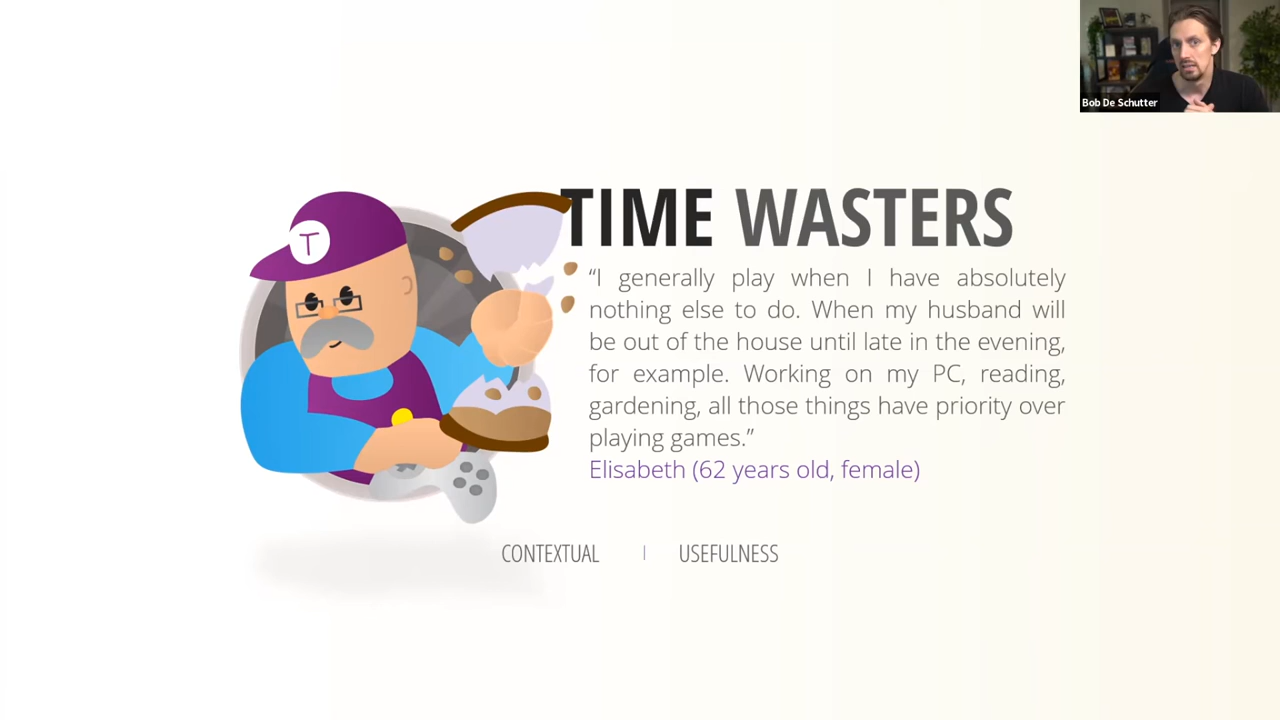 Bob De Schutter
T
TIME WASTERS
“I generally play when I have absolutely
nothing else to do. When my husband will
be out of the house until late in the evening,
for example. Working on my PC, reading,
gardening, all those things have priority over
playing games.”
Elisabeth (62 years old, female)
CONTEXTUAL | USEFULNESS